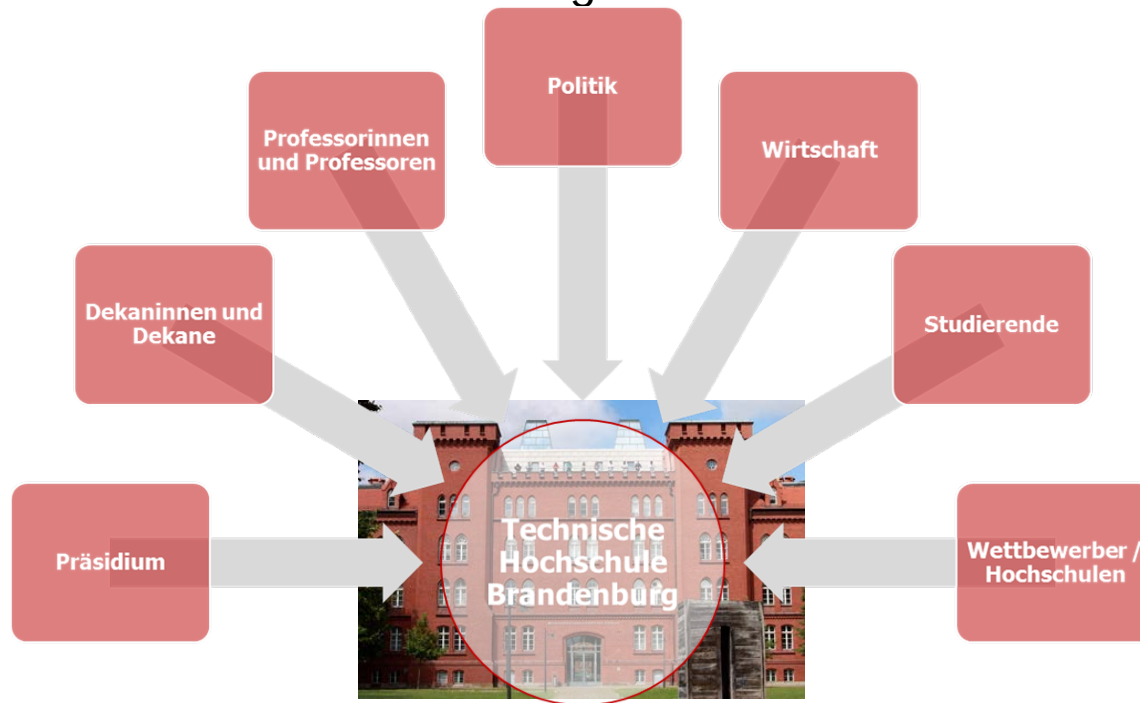 Politik
Professorinnen
und Professoren
Wirtschaft
Dekaninnen und
Dekane
Studierende
Präsidium
Technische
Hochschule
Brandenburg
Wettbewerber /
Hochschulen